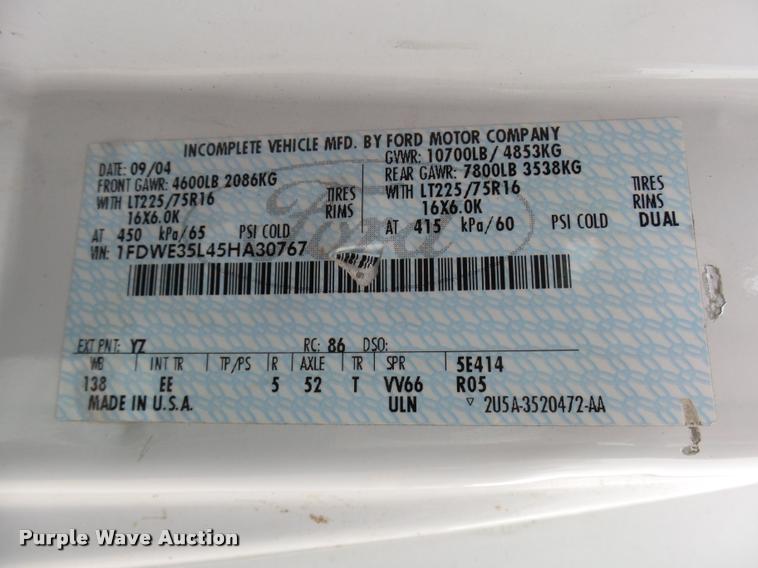 INCOMPLETE VEHICLE MFD. BY FORD MOTOR COMPANY
DATE: 09/04 GVWR: 10700LB/ 4853KG
FRONT GAWR: 4600LB 2086KG REAR GAWR: 7800LB 3538KG
WITH LT225/75R16 TIRES WITH LT225/75R16 TIRES
16X6.0K RIMS 16X6.0K RIMS
AT 450 kPa/65 PSI COLD AT 415 kPa/60 PSI COLD DUAL
VIN: 1FDWE35L45HA30767
Ford
EXT PNT: YZ RC: 86 DSO:
WB INT TR TP/PS R AXLE TR SPR 5E414
138 EE 5 52 T VV66 R05
MADE IN U.S.A. ULN ▽ 2U5A-3520472-AA
Purple Wave Auction